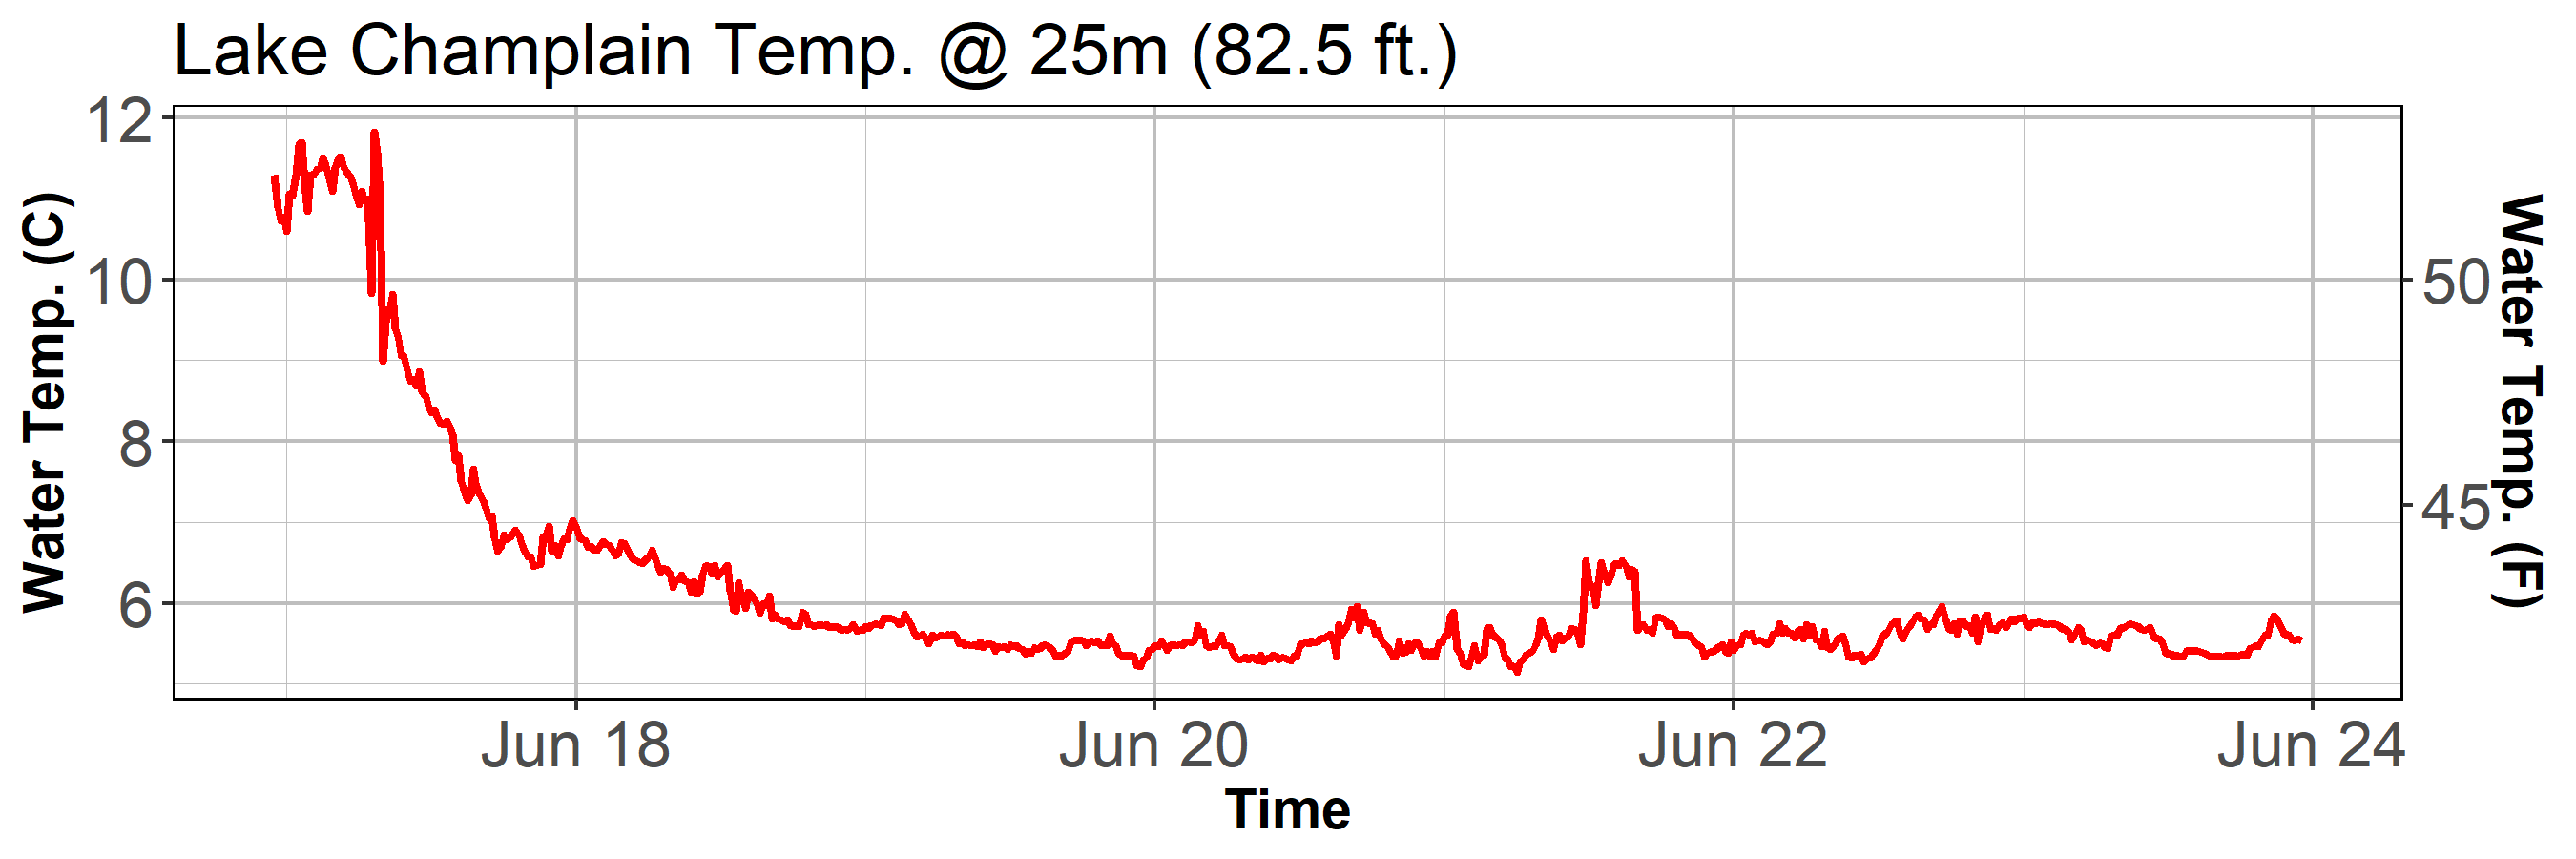 Lake Champlain Temp. @ 25m (82.5 ft.)
Water Temp. (C)
12
10
8
6
50
45
Water Temp. (F)
Jun 18 Jun 20 Jun 22 Jun 24
Time